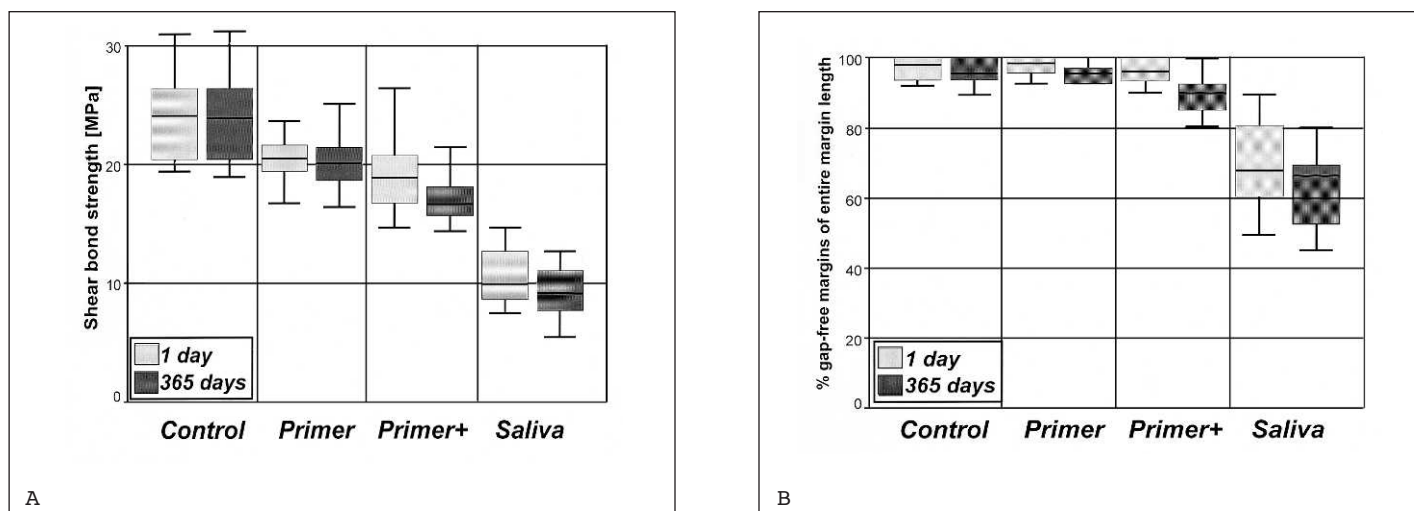 Shear bond strength [MPa]
30
20
10
0
1 day
365 days
Control Primer Primer+ Saliva
A
% gap-free margins of entire margin length
100
80
60
40
20
0
1 day
365 days
Control Primer Primer+ Saliva
B